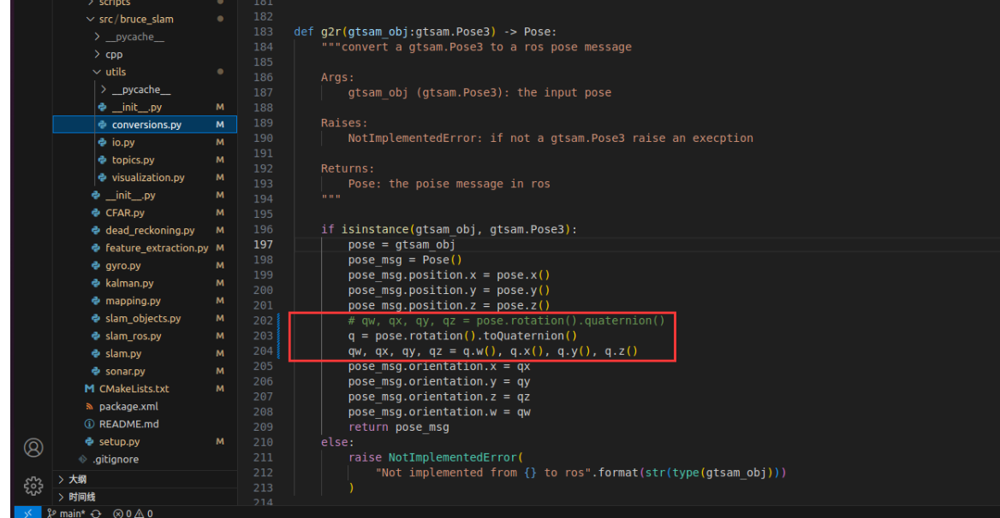 scripts
src/bruce_slam
__pycache__
cpp
utils
__pycache__
__init__.py M
conversions.py M
io.py M
topics.py M
visualization.py M
__init__.py M
CFAR.py M
dead_reckoning.py M
feature_extraction.py M
gyro.py M
kalman.py M
mapping.py M
slam_objects.py M
slam_ros.py M
slam.py M
sonar.py M
CMakeLists.txt M
package.xml
README.md
setup.py M
.gitignore
大纲
时间线
main* 0 0
181
182
183 def g2r(gtsam_obj:gtsam.Pose3) -> Pose:
184 """convert a gtsam.Pose3 to a ros pose message
185
186 Args:
187 gtsam_obj (gtsam.Pose3): the input pose
188
189 Raises:
190 NotImplementedError: if not a gtsam.Pose3 raise an execption
191
192 Returns:
193 Pose: the poise message in ros
194 """
195
196 if isinstance(gtsam_obj, gtsam.Pose3):
197 pose = gtsam_obj
198 pose_msg = Pose()
199 pose_msg.position.x = pose.x()
200 pose_msg.position.y = pose.y()
201 pose_msg.position.z = pose.z()
202 # qw, qx, qy, qz = pose.rotation().quaternion()
203 q = pose.rotation().toQuaternion()
204 qw, qx, qy, qz = q.w(), q.x(), q.y(), q.z()
205 pose_msg.orientation.x = qx
206 pose_msg.orientation.y = qy
207 pose_msg.orientation.z = qz
208 pose_msg.orientation.w = qw
209 return pose_msg
210 else:
211 raise NotImplementedError(
212 "Not implemented from {} to ros".format(str(type(gtsam_obj)))
213 )
214